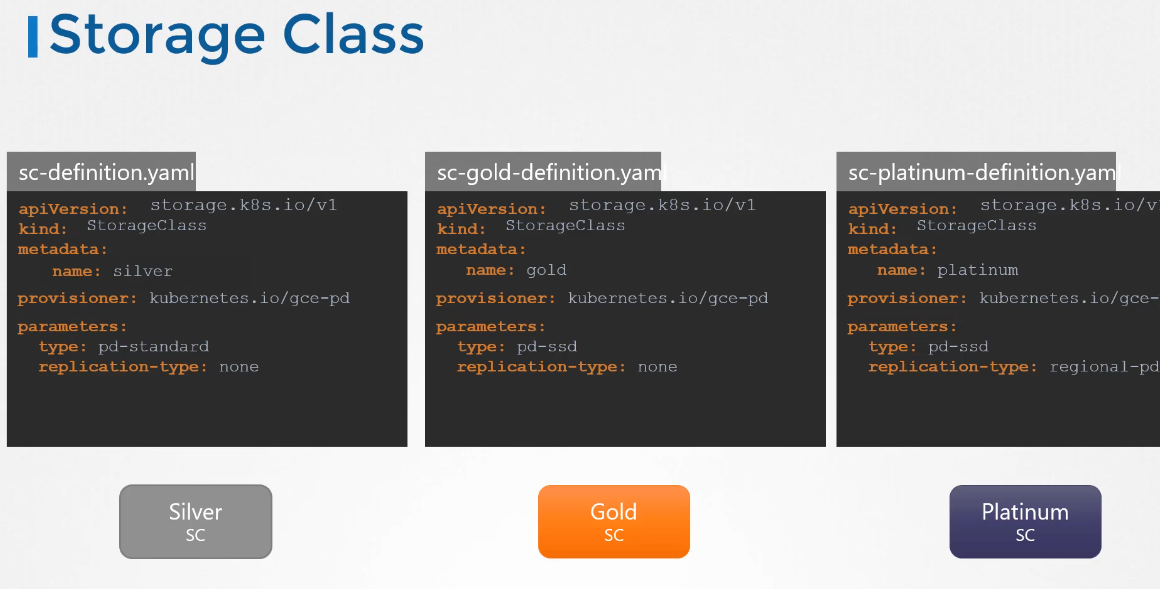 Storage Class
sc-definition.yaml
apiVersion: storage.k8s.io/v1
kind: StorageClass
metadata:
name: silver
provisioner: kubernetes.io/gce-pd
parameters:
type: pd-standard
replication-type: none
Silver
SC
sc-gold-definition.yaml
apiVersion: storage.k8s.io/v1
kind: StorageClass
metadata:
name: gold
provisioner: kubernetes.io/gce-pd
parameters:
type: pd-ssd
replication-type: none
Gold
SC
sc-platinum-definition.yaml
apiVersion: storage.k8s.io/v1
kind: StorageClass
metadata:
name: platinum
provisioner: kubernetes.io/gce-
parameters:
type: pd-ssd
replication-type: regional-pd
Platinum
SC